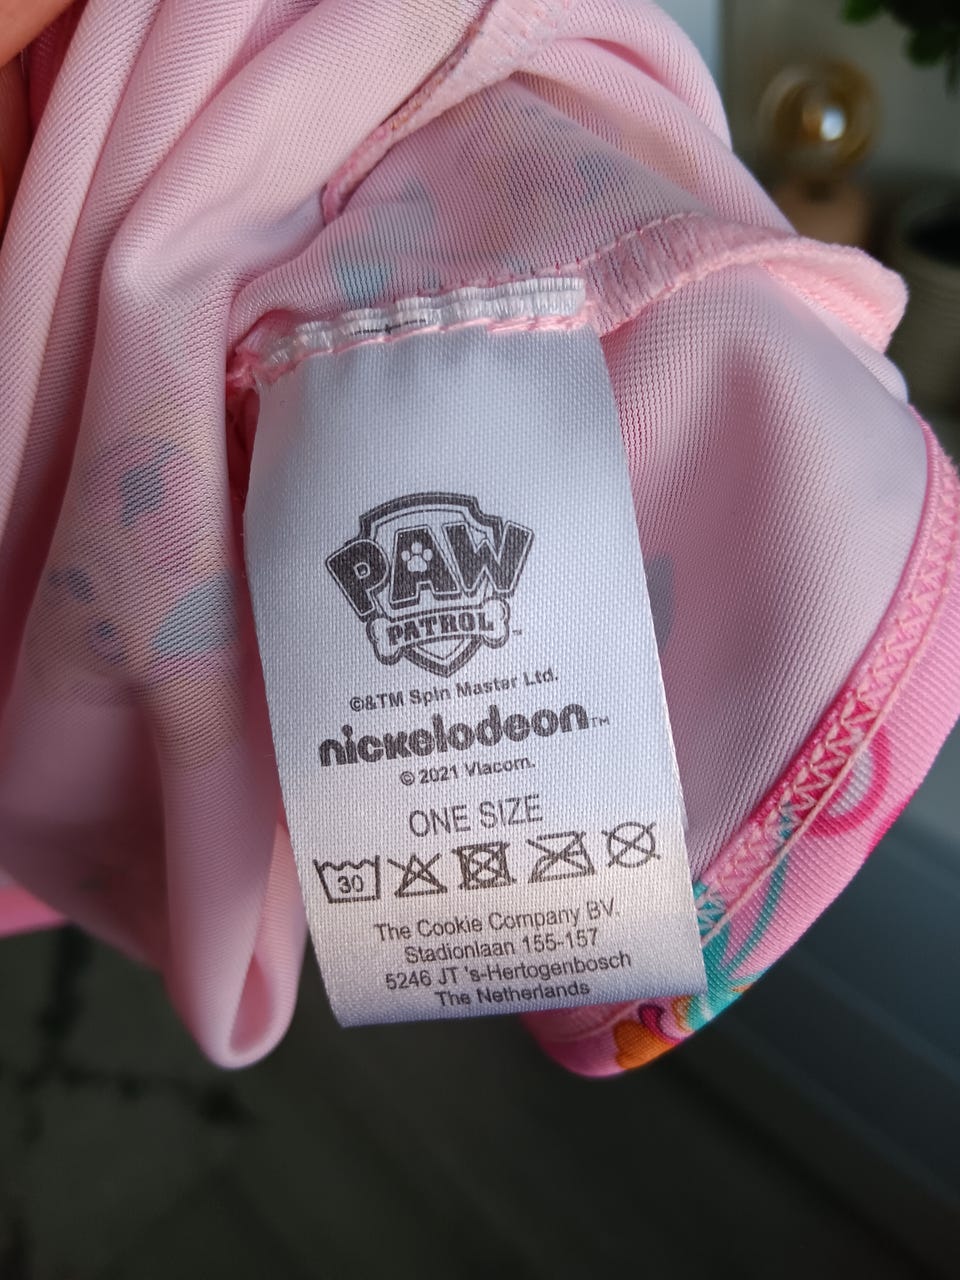 PAW
PATROL™
©&TM Spin Master Ltd.
nickelodeon™
© 2021 Viacom.
ONE SIZE
30
The Cookie Company BV.
Stadionlaan 155-157
5246 JT 's-Hertogenbosch
The Netherlands